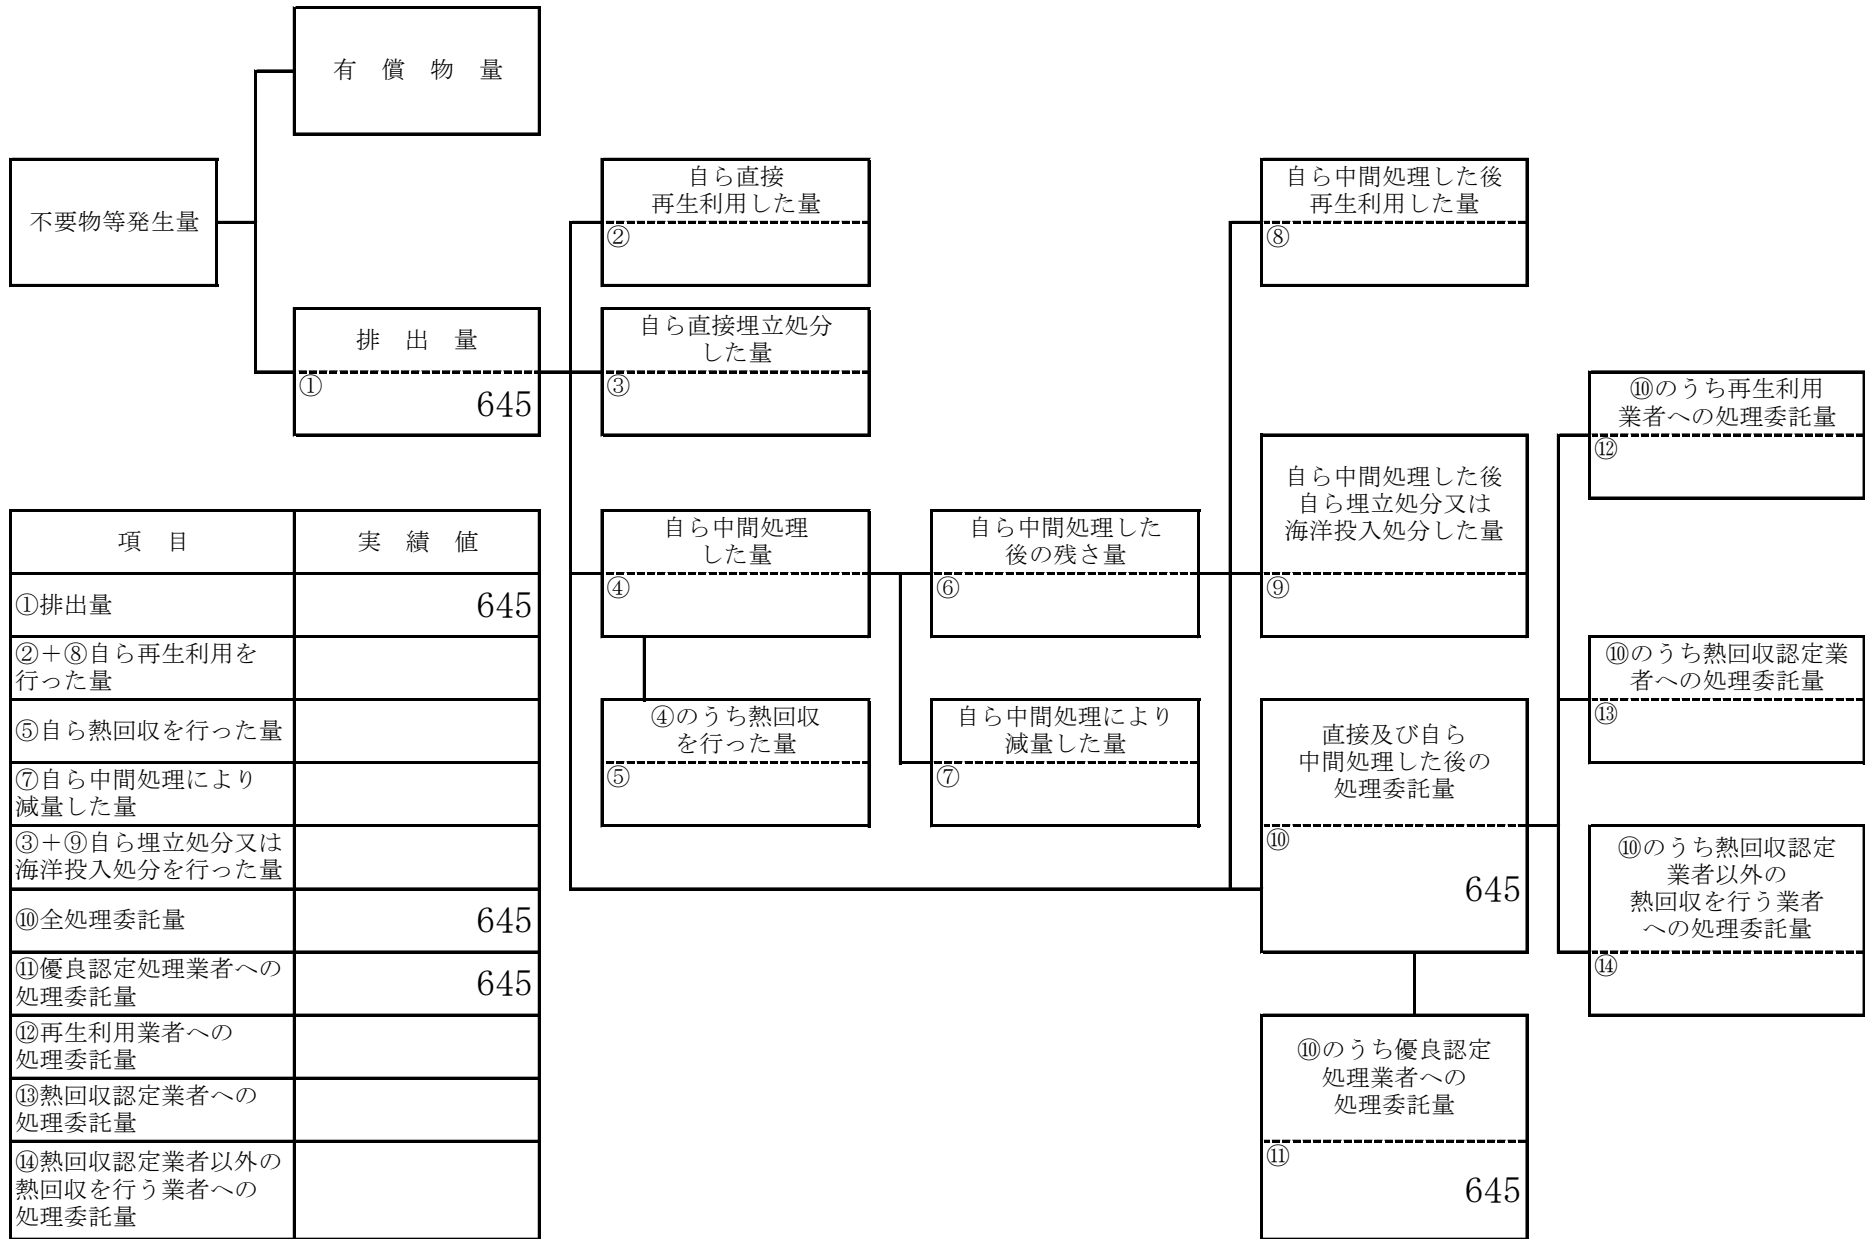 有 償 物 量
不要物等発生量
自ら直接
再生利用した量
②
自ら中間処理した後
再生利用した量
⑧
排 出 量
①
645
自ら直接埋立処分
した量
③
⑩のうち再生利用
業者への処理委託量
⑫
自ら中間処理した後
自ら埋立処分又は
海洋投入処分した量
⑨
自ら中間処理
した量
④
自ら中間処理した
後の残さ量
⑥
⑩のうち熱回収認定業
者への処理委託量
⑬
④のうち熱回収
を行った量
⑤
自ら中間処理により
減量した量
⑦
直接及び自ら
中間処理した後の
処理委託量
⑩
645
⑩のうち熱回収認定
業者以外の
熱回収を行う業者
への処理委託量
⑭
⑩のうち優良認定
処理業者への
処理委託量
⑪
645
項 目 実 績 値
①排出量 645
②+⑧自ら再生利用を
行った量
⑤自ら熱回収を行った量
⑦自ら中間処理により
減量した量
③+⑨自ら埋立処分又は
海洋投入処分を行った量
⑩全処理委託量 645
⑪優良認定処理業者への
処理委託量 645
⑫再生利用業者への
処理委託量
⑬熱回収認定業者への
処理委託量
⑭熱回収認定業者以外の
熱回収を行う業者への
処理委託量